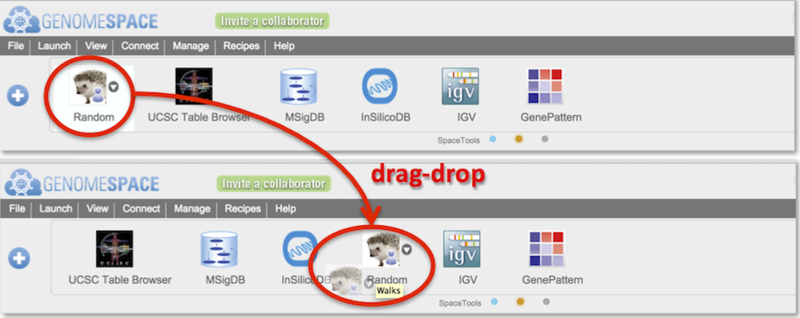 GENOMESPACE Invite a collaborator
File Launch View Connect Manage Recipes Help
Random UCSC Table Browser MSigDB InSilicoDB igv IGV GenePattern
SpaceTools
drag-drop
GENOMESPACE Invite a collaborator
File Launch View Connect Manage Recipes Help
UCSC Table Browser MSigDB InSilicoDB Random igv IGV GenePattern
Walks
SpaceTools